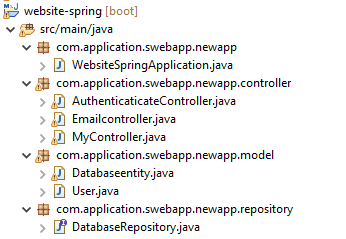 website-spring [boot]
src/main/java
com.application.swebapp.newapp
WebsiteSpringApplication.java
com.application.swebapp.newapp.controller
AuthenticaticateController.java
Emailcontroller.java
MyController.java
com.application.swebapp.newapp.model
Databaseentity.java
User.java
com.application.swebapp.newapp.repository
DatabaseRepository.java